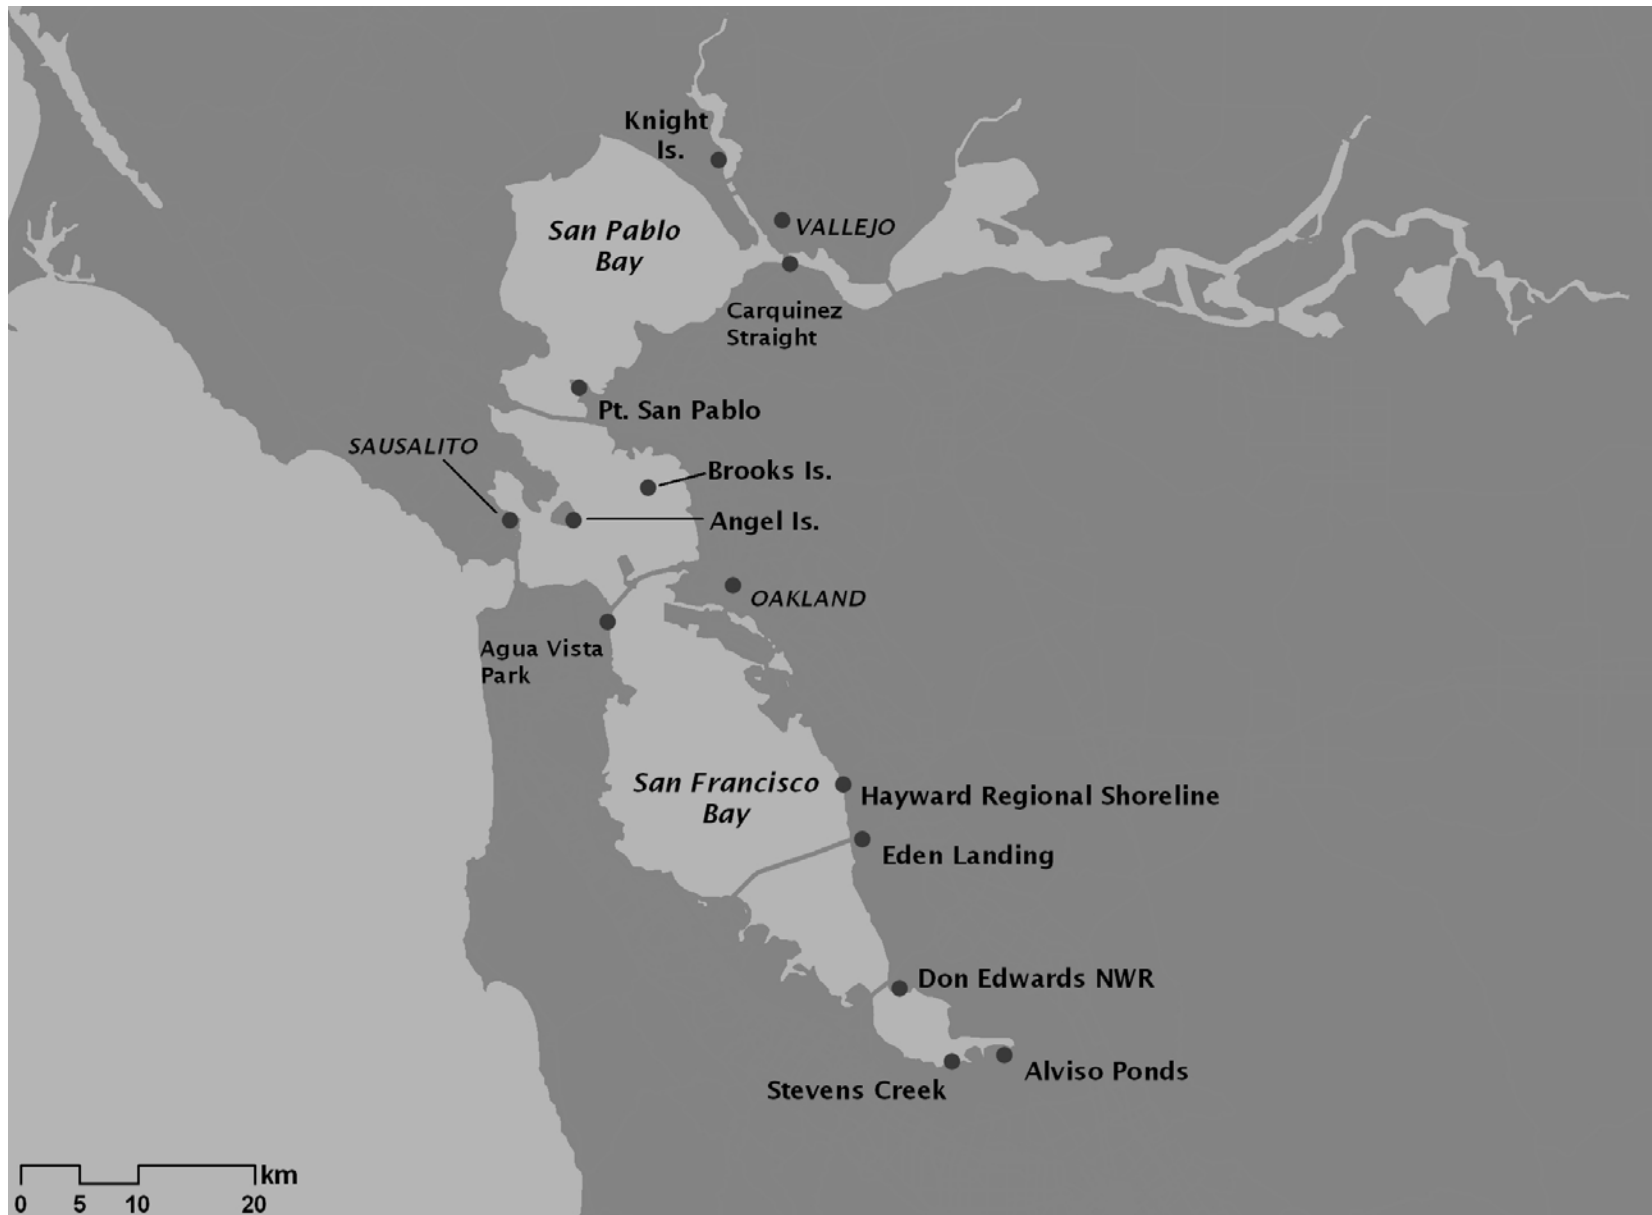 Knight
Is.
San Pablo
Bay
VALLEJO
Carquinez
Straight
Pt. San Pablo
SAUSALITO
Brooks Is.
Angel Is.
OAKLAND
Agua Vista
Park
San Francisco
Bay
Hayward Regional Shoreline
Eden Landing
Don Edwards NWR
Alviso Ponds
Stevens Creek
km
0 5 10 20